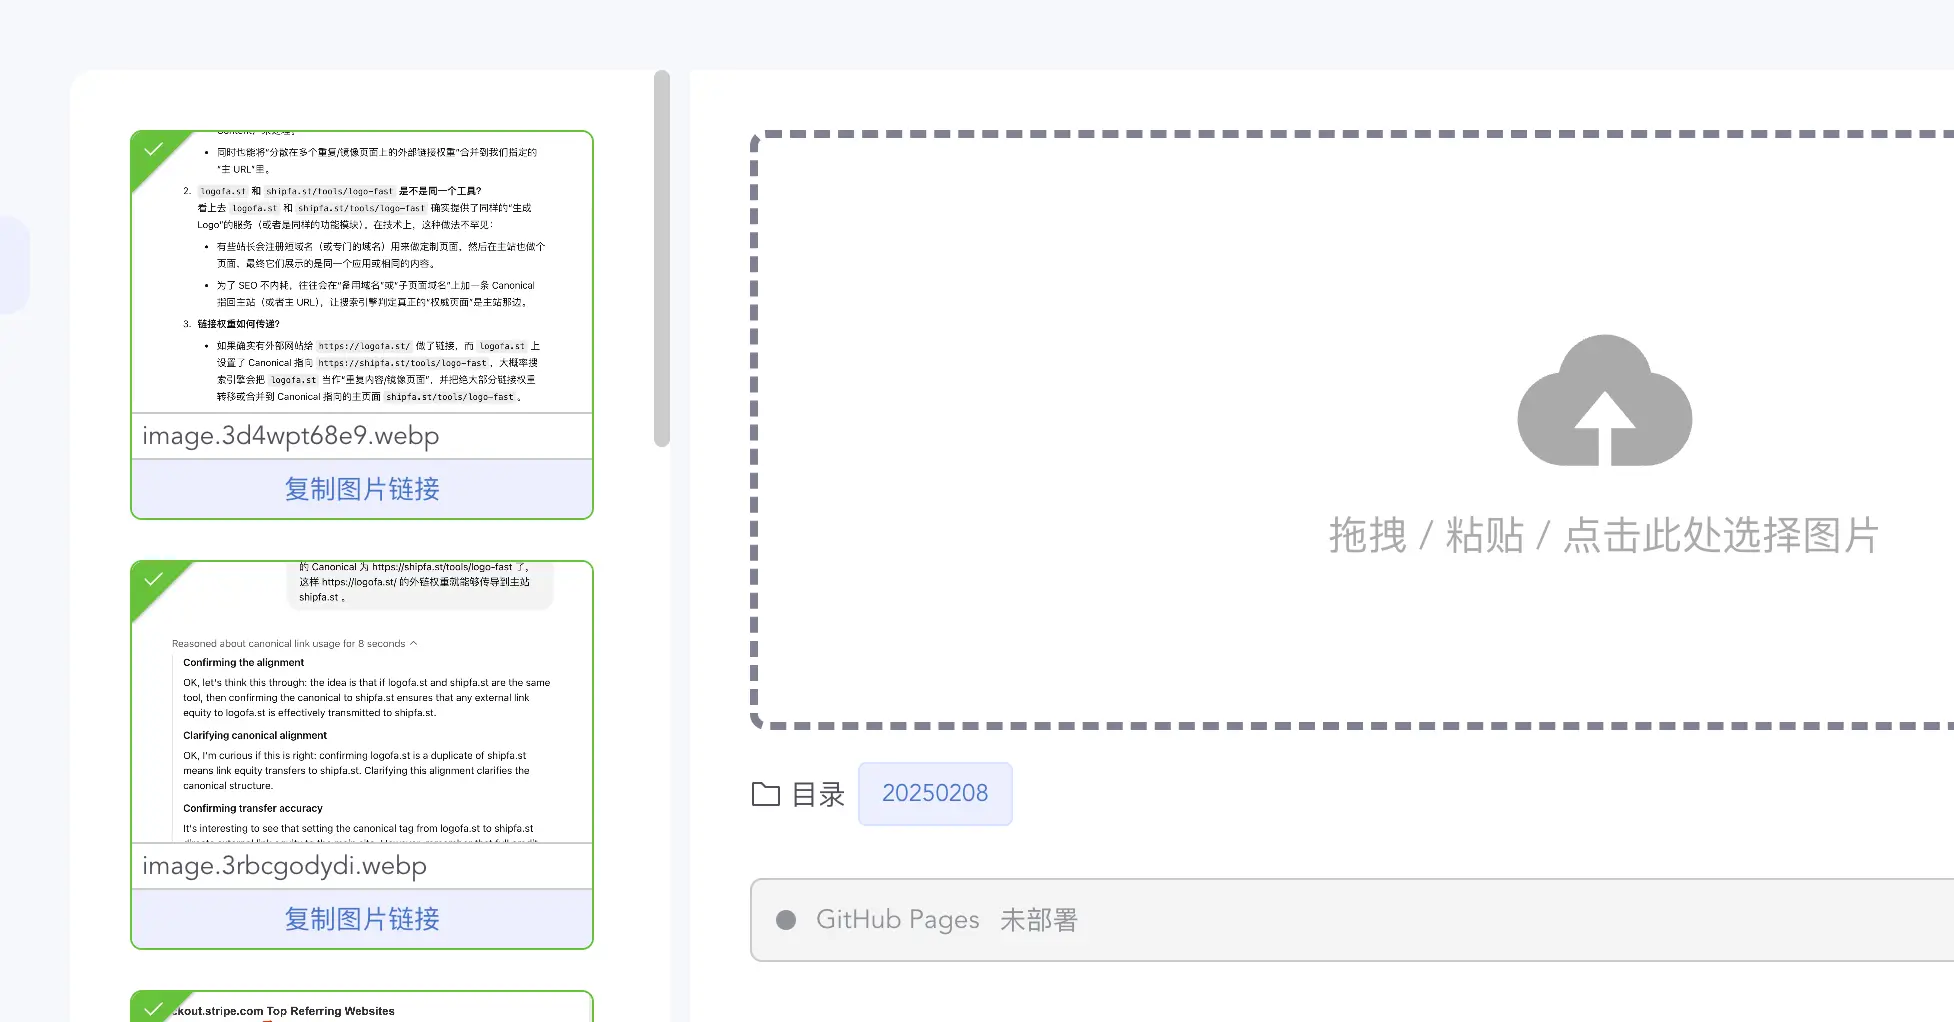 同时也能将“分散在多个重复/镜像页面上的外部链接权重”合并到我们指定的
“主 URL”里。
2. logofa.st 和 shipfa.st/tools/logo-fast 是不是同一个工具?
看上去 logofa.st 和 shipfa.st/tools/logo-fast 确实提供了同样的“生成
Logo”的服务（或者是同样的功能模块）。在技术上，这种做法不罕见：
有些站长会注册短域名（或专门的域名）用来做定制页面，然后在主站也做个
页面，最终它们展示的是同一个应用或相同的内容。
为了 SEO 不内耗，往往会在“备用域名”或“子页面域名”上加一条 Canonical
指回主站（或者主 URL），让搜索引擎判定真正的“权威页面”是主站那边。
3. 链接权重如何传递?
如果确实有外部网站给 https://logofa.st/ 做了链接，而 logofa.st 上
设置了 Canonical 指向 https://shipfa.st/tools/logo-fast ，大概率搜
索引擎会把 logofa.st 当作“重复内容/镜像页面”，并把绝大部分链接权重
转移或合并到 Canonical 指向的主页面 shipfa.st/tools/logo-fast 。
image.3d4wpt68e9.webp
复制图片链接
的 Canonical 为 https://shipfa.st/tools/logo-fast 了，
这样 https://logofa.st/ 的外链权重就能够传导到主站
shipfa.st 。
Reasoned about canonical link usage for 8 seconds
Confirming the alignment
OK, let's think this through: the idea is that if logofa.st and shipfa.st are the same
tool, then confirming the canonical to shipfa.st ensures that any external link
equity to logofa.st is effectively transmitted to shipfa.st.
Clarifying canonical alignment
OK, I'm curious if this is right: confirming logofa.st is a duplicate of shipfa.st
means link equity transfers to shipfa.st. Clarifying this alignment clarifies the
canonical structure.
Confirming transfer accuracy
It's interesting to see that setting the canonical tag from logofa.st to shipfa.st
image.3rbcgodydi.webp
复制图片链接
ckout.stripe.com Top Referring Websites
拖拽 / 粘贴 / 点击此处选择图片
目录 20250208
GitHub Pages 未部署